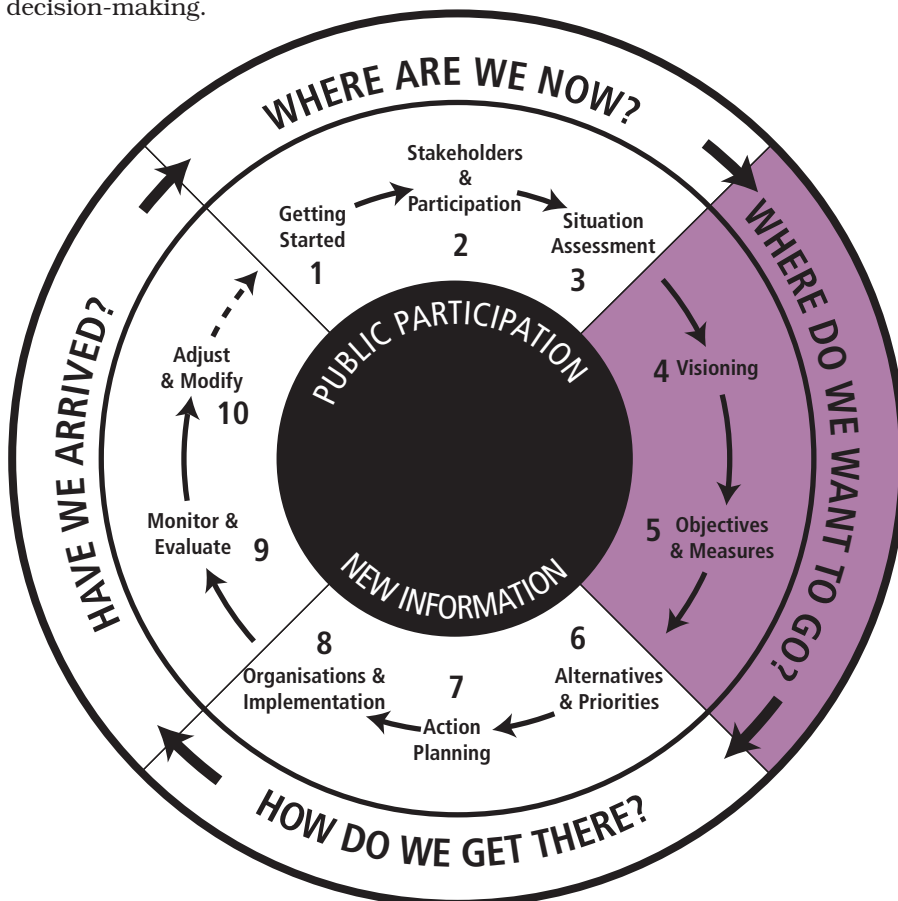 decision-making.
WHERE ARE WE NOW?
Getting
Started
1
Stakeholders
&
Participation
2
Situation
Assessment
3
WHERE DO WE WANT TO GO?
4 Visioning
5 Objectives
& Measures
HOW DO WE GET THERE?
6
Alternatives
& Priorities
7
Action
Planning
8
Organisations &
Implementation
HAVE WE ARRIVED?
Monitor &
Evaluate 9
Adjust
& Modify
10
PUBLIC PARTICIPATION
NEW INFORMATION